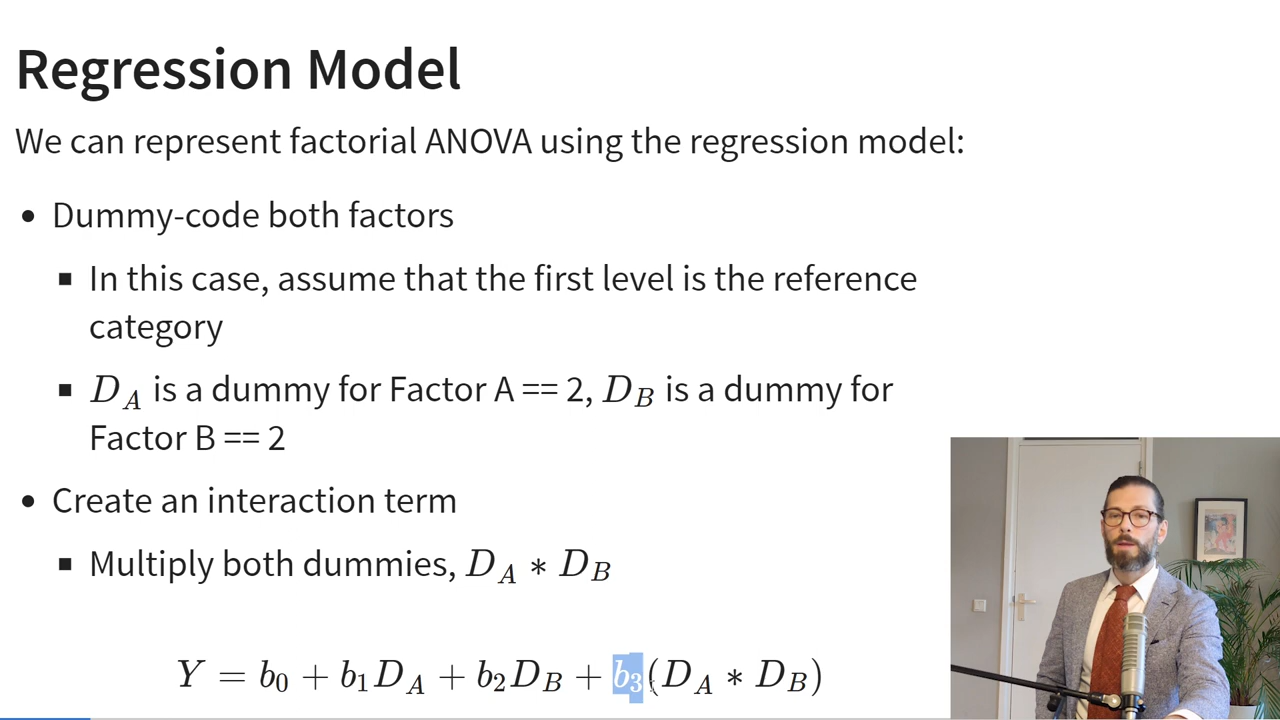 Regression Model
We can represent factorial ANOVA using the regression model:
• Dummy-code both factors
▪ In this case, assume that the first level is the reference
category
▪ D_A is a dummy for Factor A == 2, D_B is a dummy for
Factor B == 2
• Create an interaction term
▪ Multiply both dummies, D_A * D_B
Y = b_0 + b_1 D_A + b_2 D_B + b_3(D_A * D_B)